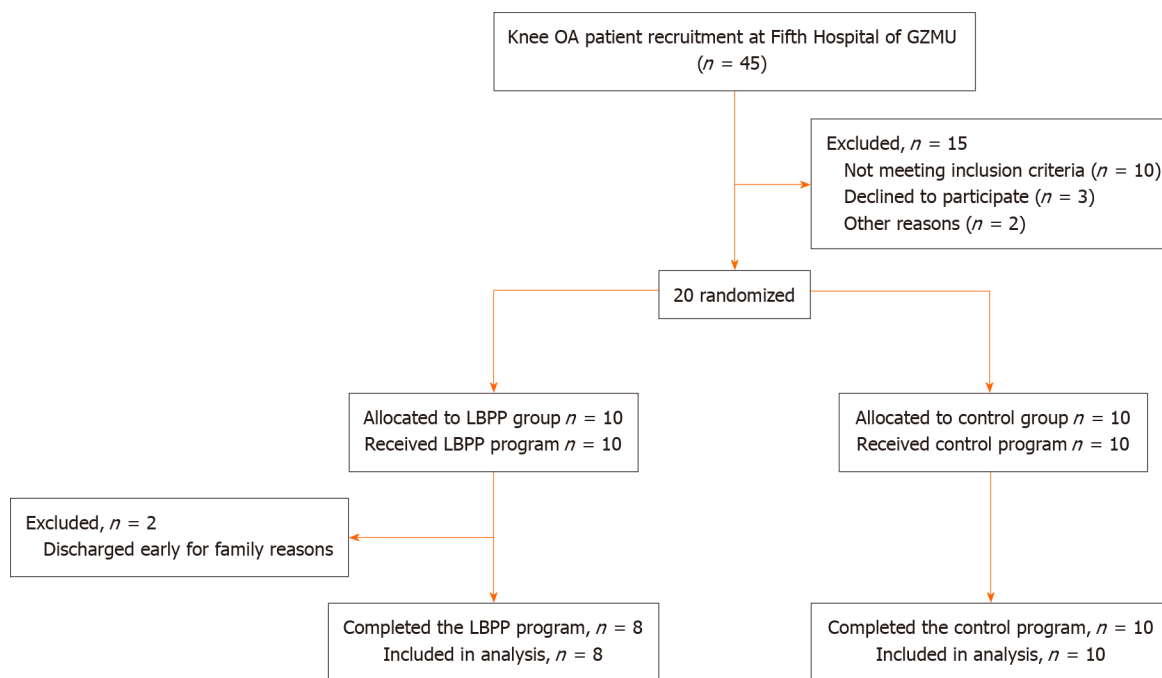 Knee OA patient recruitment at Fifth Hospital of GZMU
(n = 45)
Excluded, n = 15
Not meeting inclusion criteria (n = 10)
Declined to participate (n = 3)
Other reasons (n = 2)
20 randomized
Allocated to LBPP group n = 10
Received LBPP program n = 10
Allocated to control group n = 10
Received control program n = 10
Excluded, n = 2
Discharged early for family reasons
Completed the LBPP program, n = 8
Included in analysis, n = 8
Completed the control program, n = 10
Included in analysis, n = 10